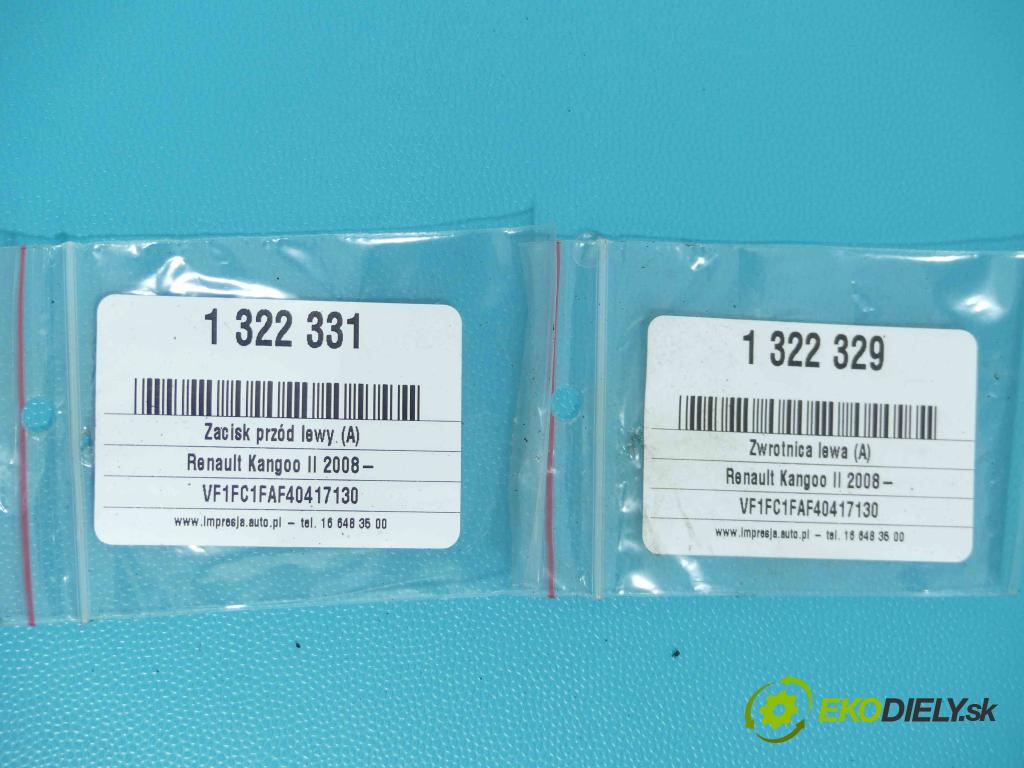 1 322 331
Zacisk przód lewy (A)
Renault Kangoo II 2008–
VF1FC1FAF40417130
www.impresja.auto.pl – tel. 16 648 35 00
1 322 329
Zwrotnica lewa (A)
Renault Kangoo II 2008–
VF1FC1FAF40417130
www.impresja.auto.pl – tel. 16 648 35 00
EKODIELY.sk